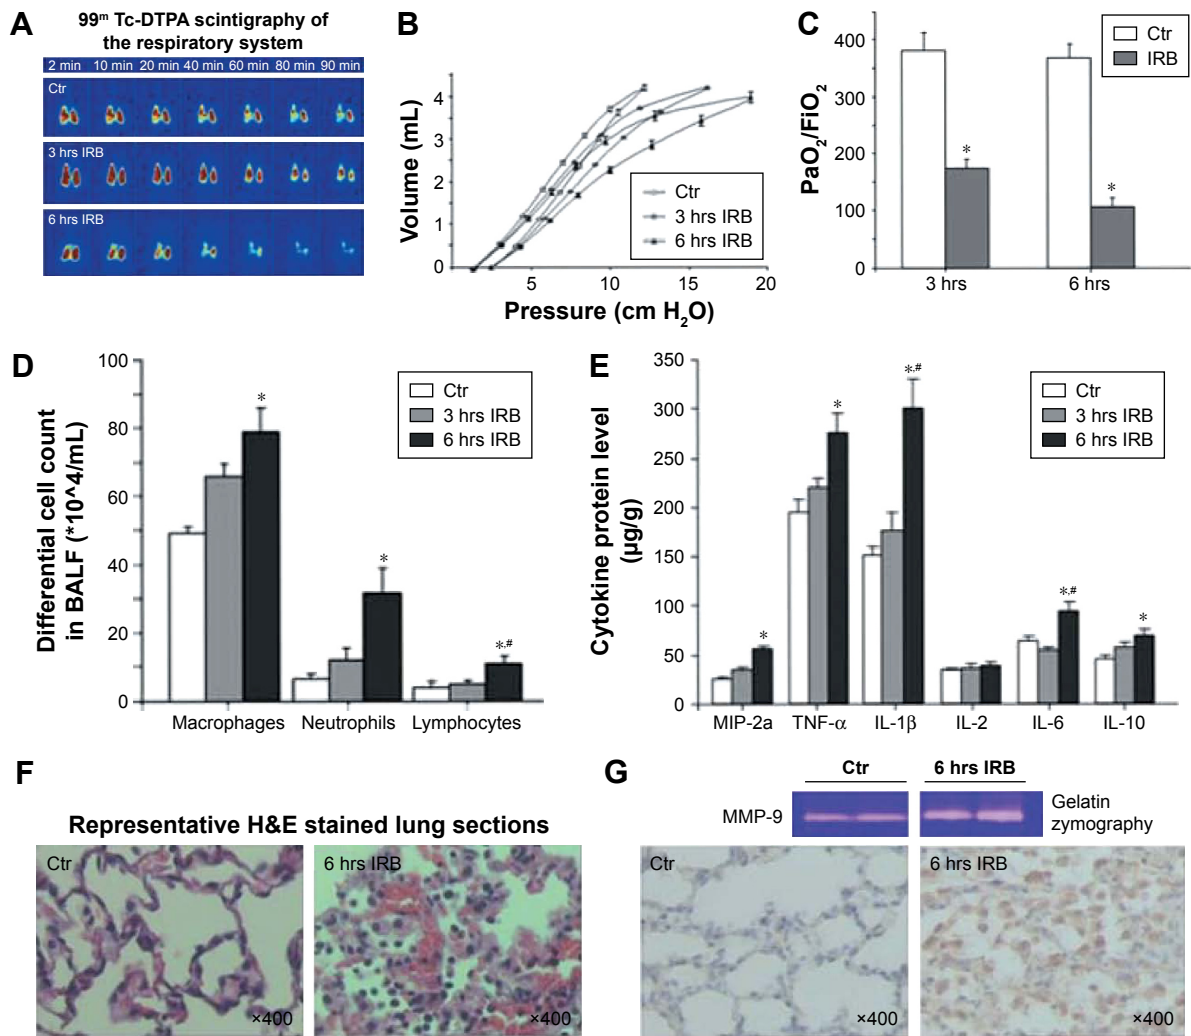 A
99ᵐ Tc-DTPA scintigraphy of
the respiratory system
2 min 10 min 20 min 40 min 60 min 80 min 90 min
Ctr
3 hrs IRB
6 hrs IRB
B
Volume (mL)
4
3
2
1
0
5 10 15 20
Pressure (cm H₂O)
Ctr
3 hrs IRB
6 hrs IRB
C
PaO₂/FiO₂
400
300
200
100
0
*
*
3 hrs 6 hrs
Ctr
IRB
D
Differential cell count
in BALF (*10^4/mL)
100
80
60
40
20
0
*
*
*,#
Macrophages Neutrophils Lymphocytes
Ctr
3 hrs IRB
6 hrs IRB
E
Cytokine protein level
(µg/g)
350
300
250
200
150
100
50
0
*
*
*,#
*,#
*
MIP-2a TNF-α IL-1β IL-2 IL-6 IL-10
Ctr
3 hrs IRB
6 hrs IRB
F
Representative H&E stained lung sections
Ctr
×400
6 hrs IRB
×400
G
Ctr 6 hrs IRB
MMP-9
Gelatin
zymography
Ctr
×400
6 hrs IRB
×400